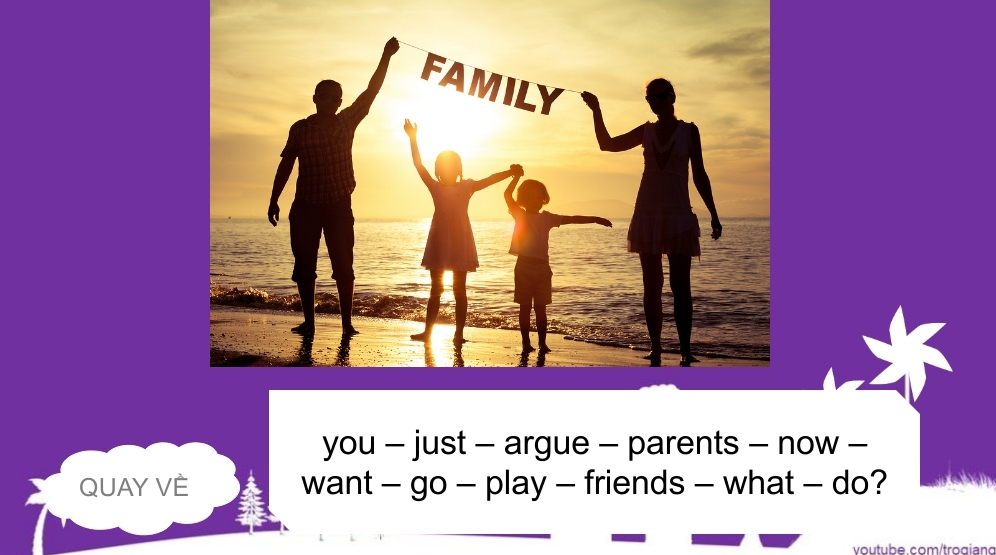 FAMILY
you – just – argue – parents – now –
want – go – play – friends – what – do?
QUAY VỀ
youtube.com/trogiang